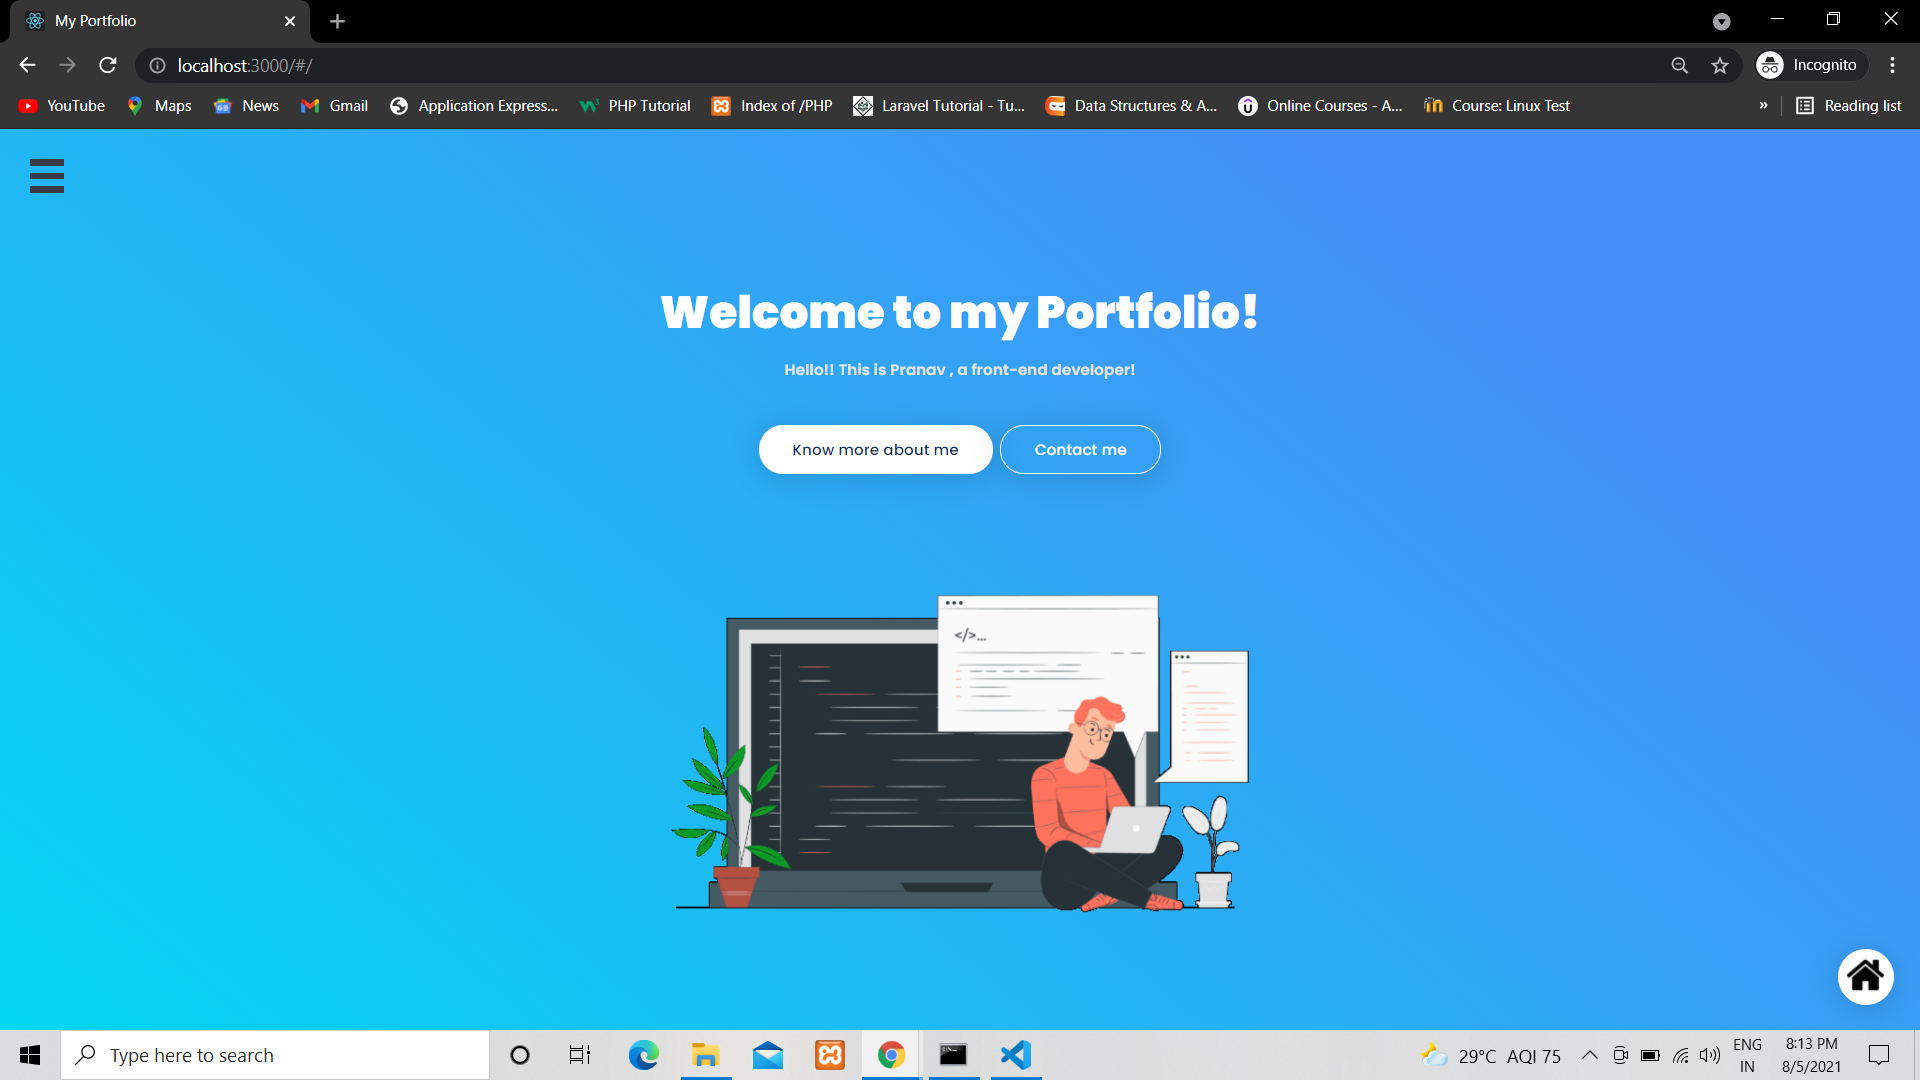 My Portfolio
localhost:3000/#/
Incognito
YouTube
Maps
News
Gmail
Application Express...
PHP Tutorial
Index of /PHP
Laravel Tutorial - Tu...
Data Structures & A...
Online Courses - A...
Course: Linux Test
»
Reading list
Welcome to my Portfolio!
Hello!! This is Pranav , a front-end developer!
Know more about me
Contact me
</>...
Type here to search
29°C AQI 75
ENG
IN
8:13 PM
8/5/2021